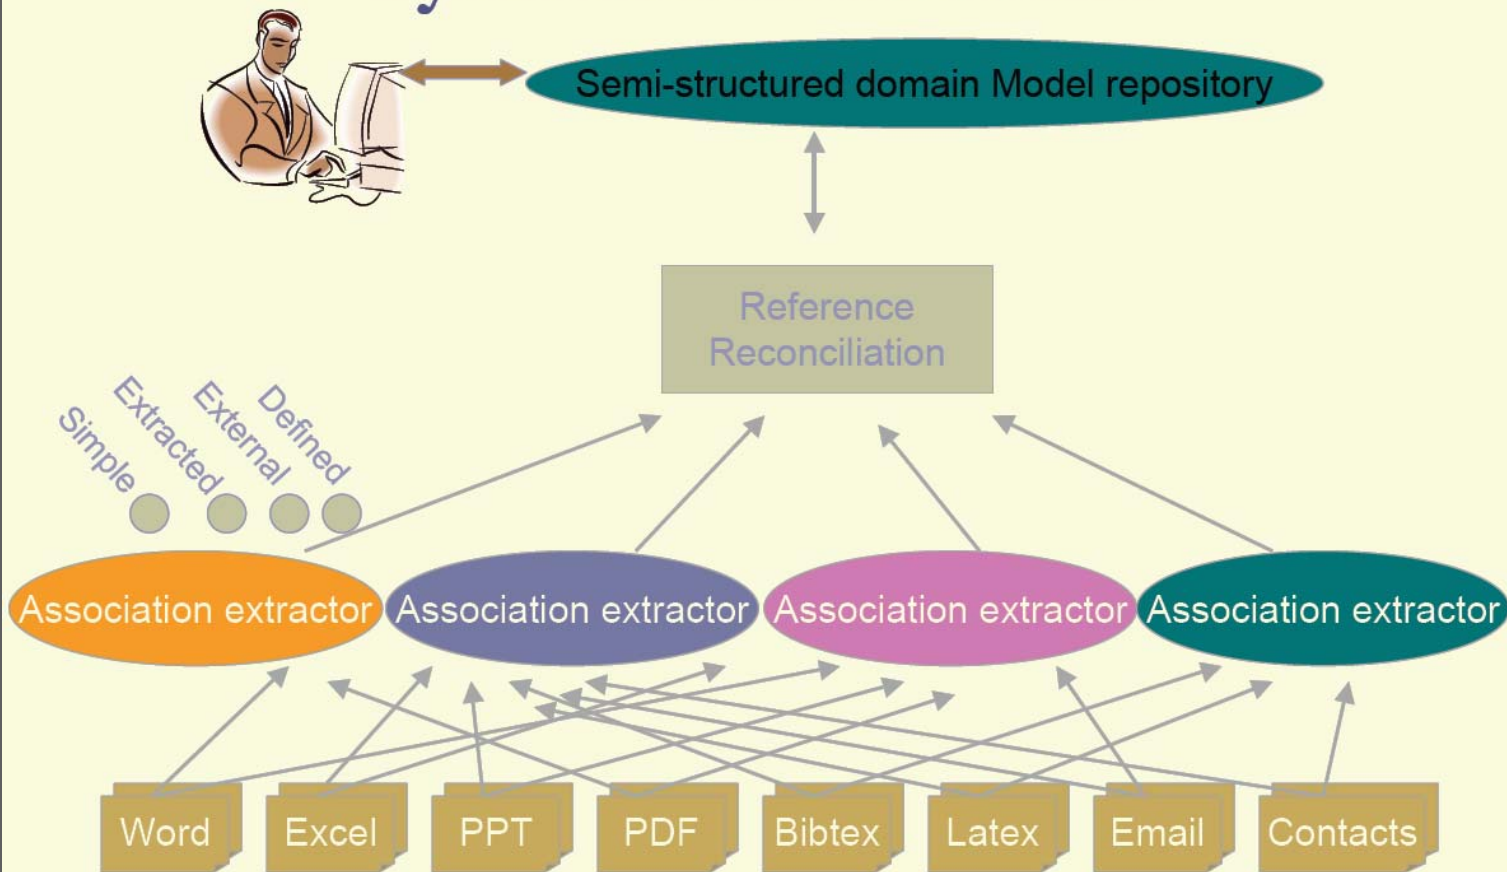 Semi-structured domain Model repository
Reference
Reconciliation
Simple
Extracted
External
Defined
Association extractor
Association extractor
Association extractor
Association extractor
Word
Excel
PPT
PDF
Bibtex
Latex
Email
Contacts